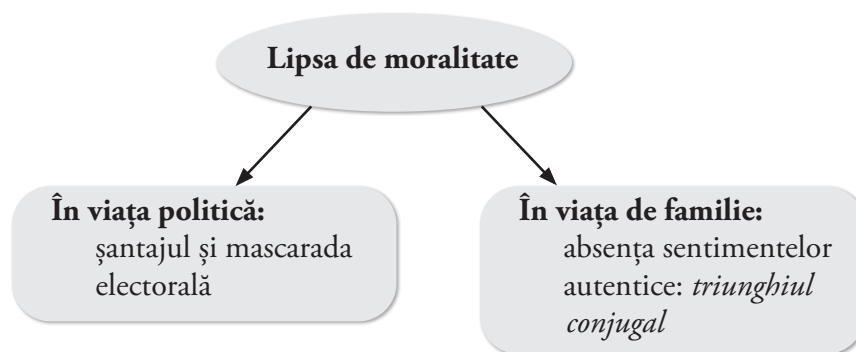 Lipsa de moralitate
În viața politică:
șantajul și mascarada
electorală
În viața de familie:
absența sentimentelor
autentice: triunghiul
conjugal